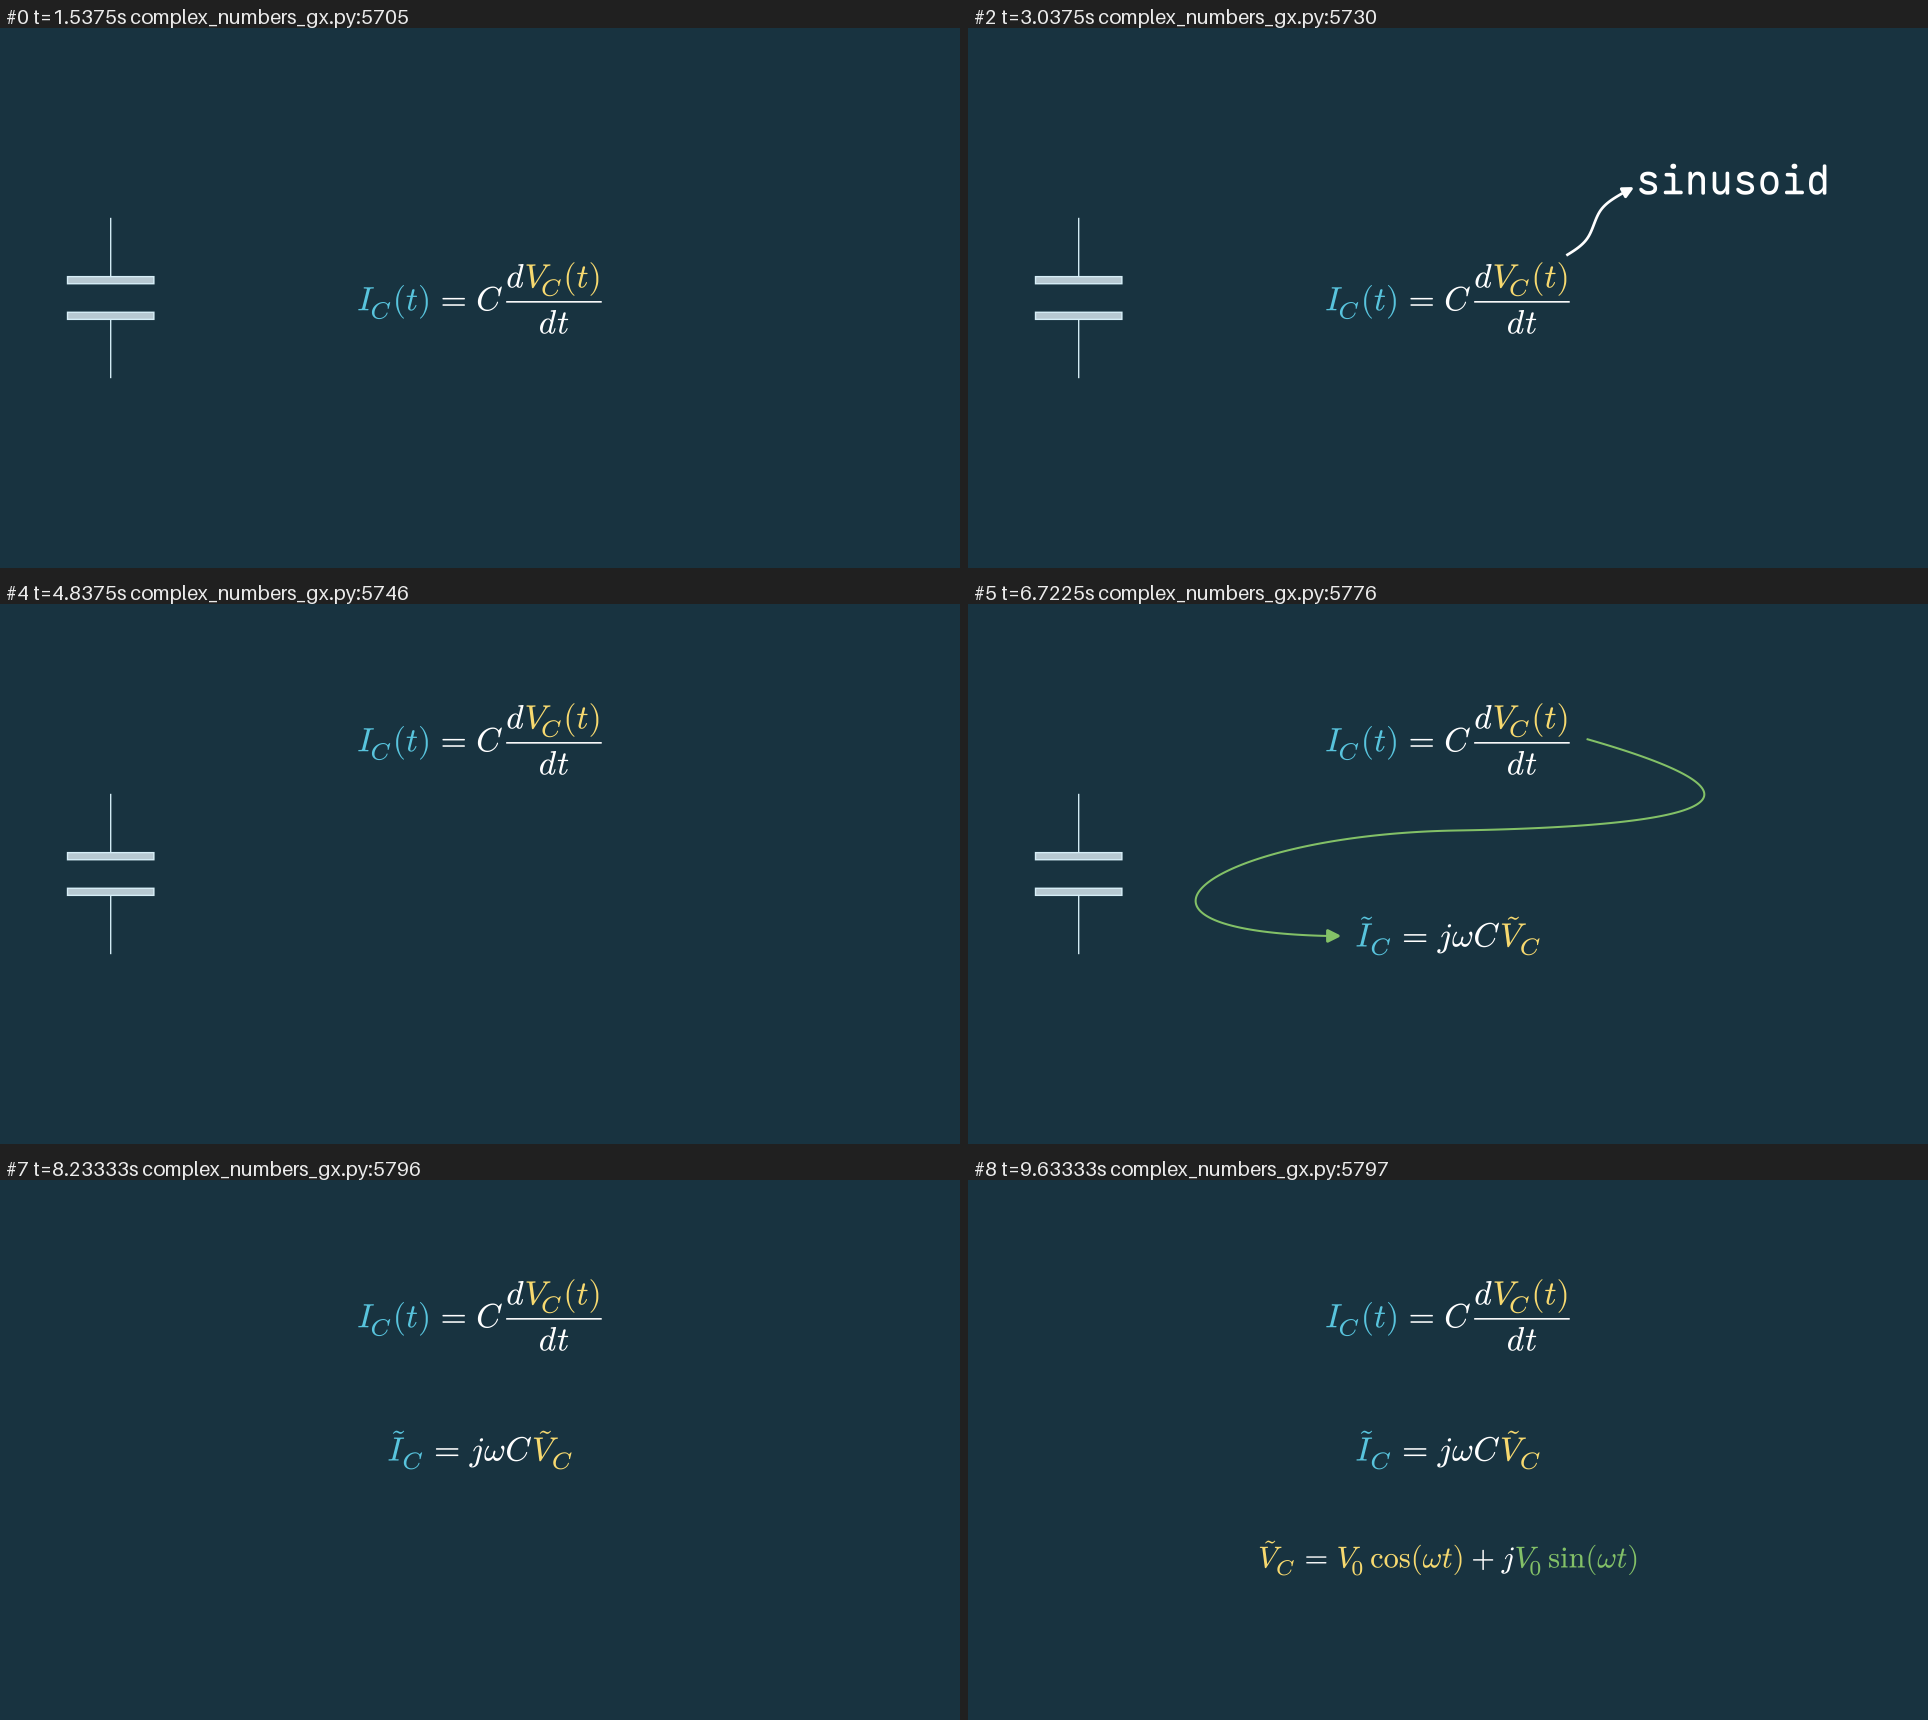 #0 t=1.5375s complex_numbers_gx.py:5705
I_C(t) = C dV_C(t)/dt
#2 t=3.0375s complex_numbers_gx.py:5730
sinusoid
I_C(t) = C dV_C(t)/dt
#4 t=4.8375s complex_numbers_gx.py:5746
I_C(t) = C dV_C(t)/dt
#5 t=6.7225s complex_numbers_gx.py:5776
I_C(t) = C dV_C(t)/dt
Ĩ_C = jωCṼ_C
#7 t=8.23333s complex_numbers_gx.py:5796
I_C(t) = C dV_C(t)/dt
Ĩ_C = jωCṼ_C
#8 t=9.63333s complex_numbers_gx.py:5797
I_C(t) = C dV_C(t)/dt
Ĩ_C = jωCṼ_C
Ṽ_C = V_0 cos(ωt) + jV_0 sin(ωt)